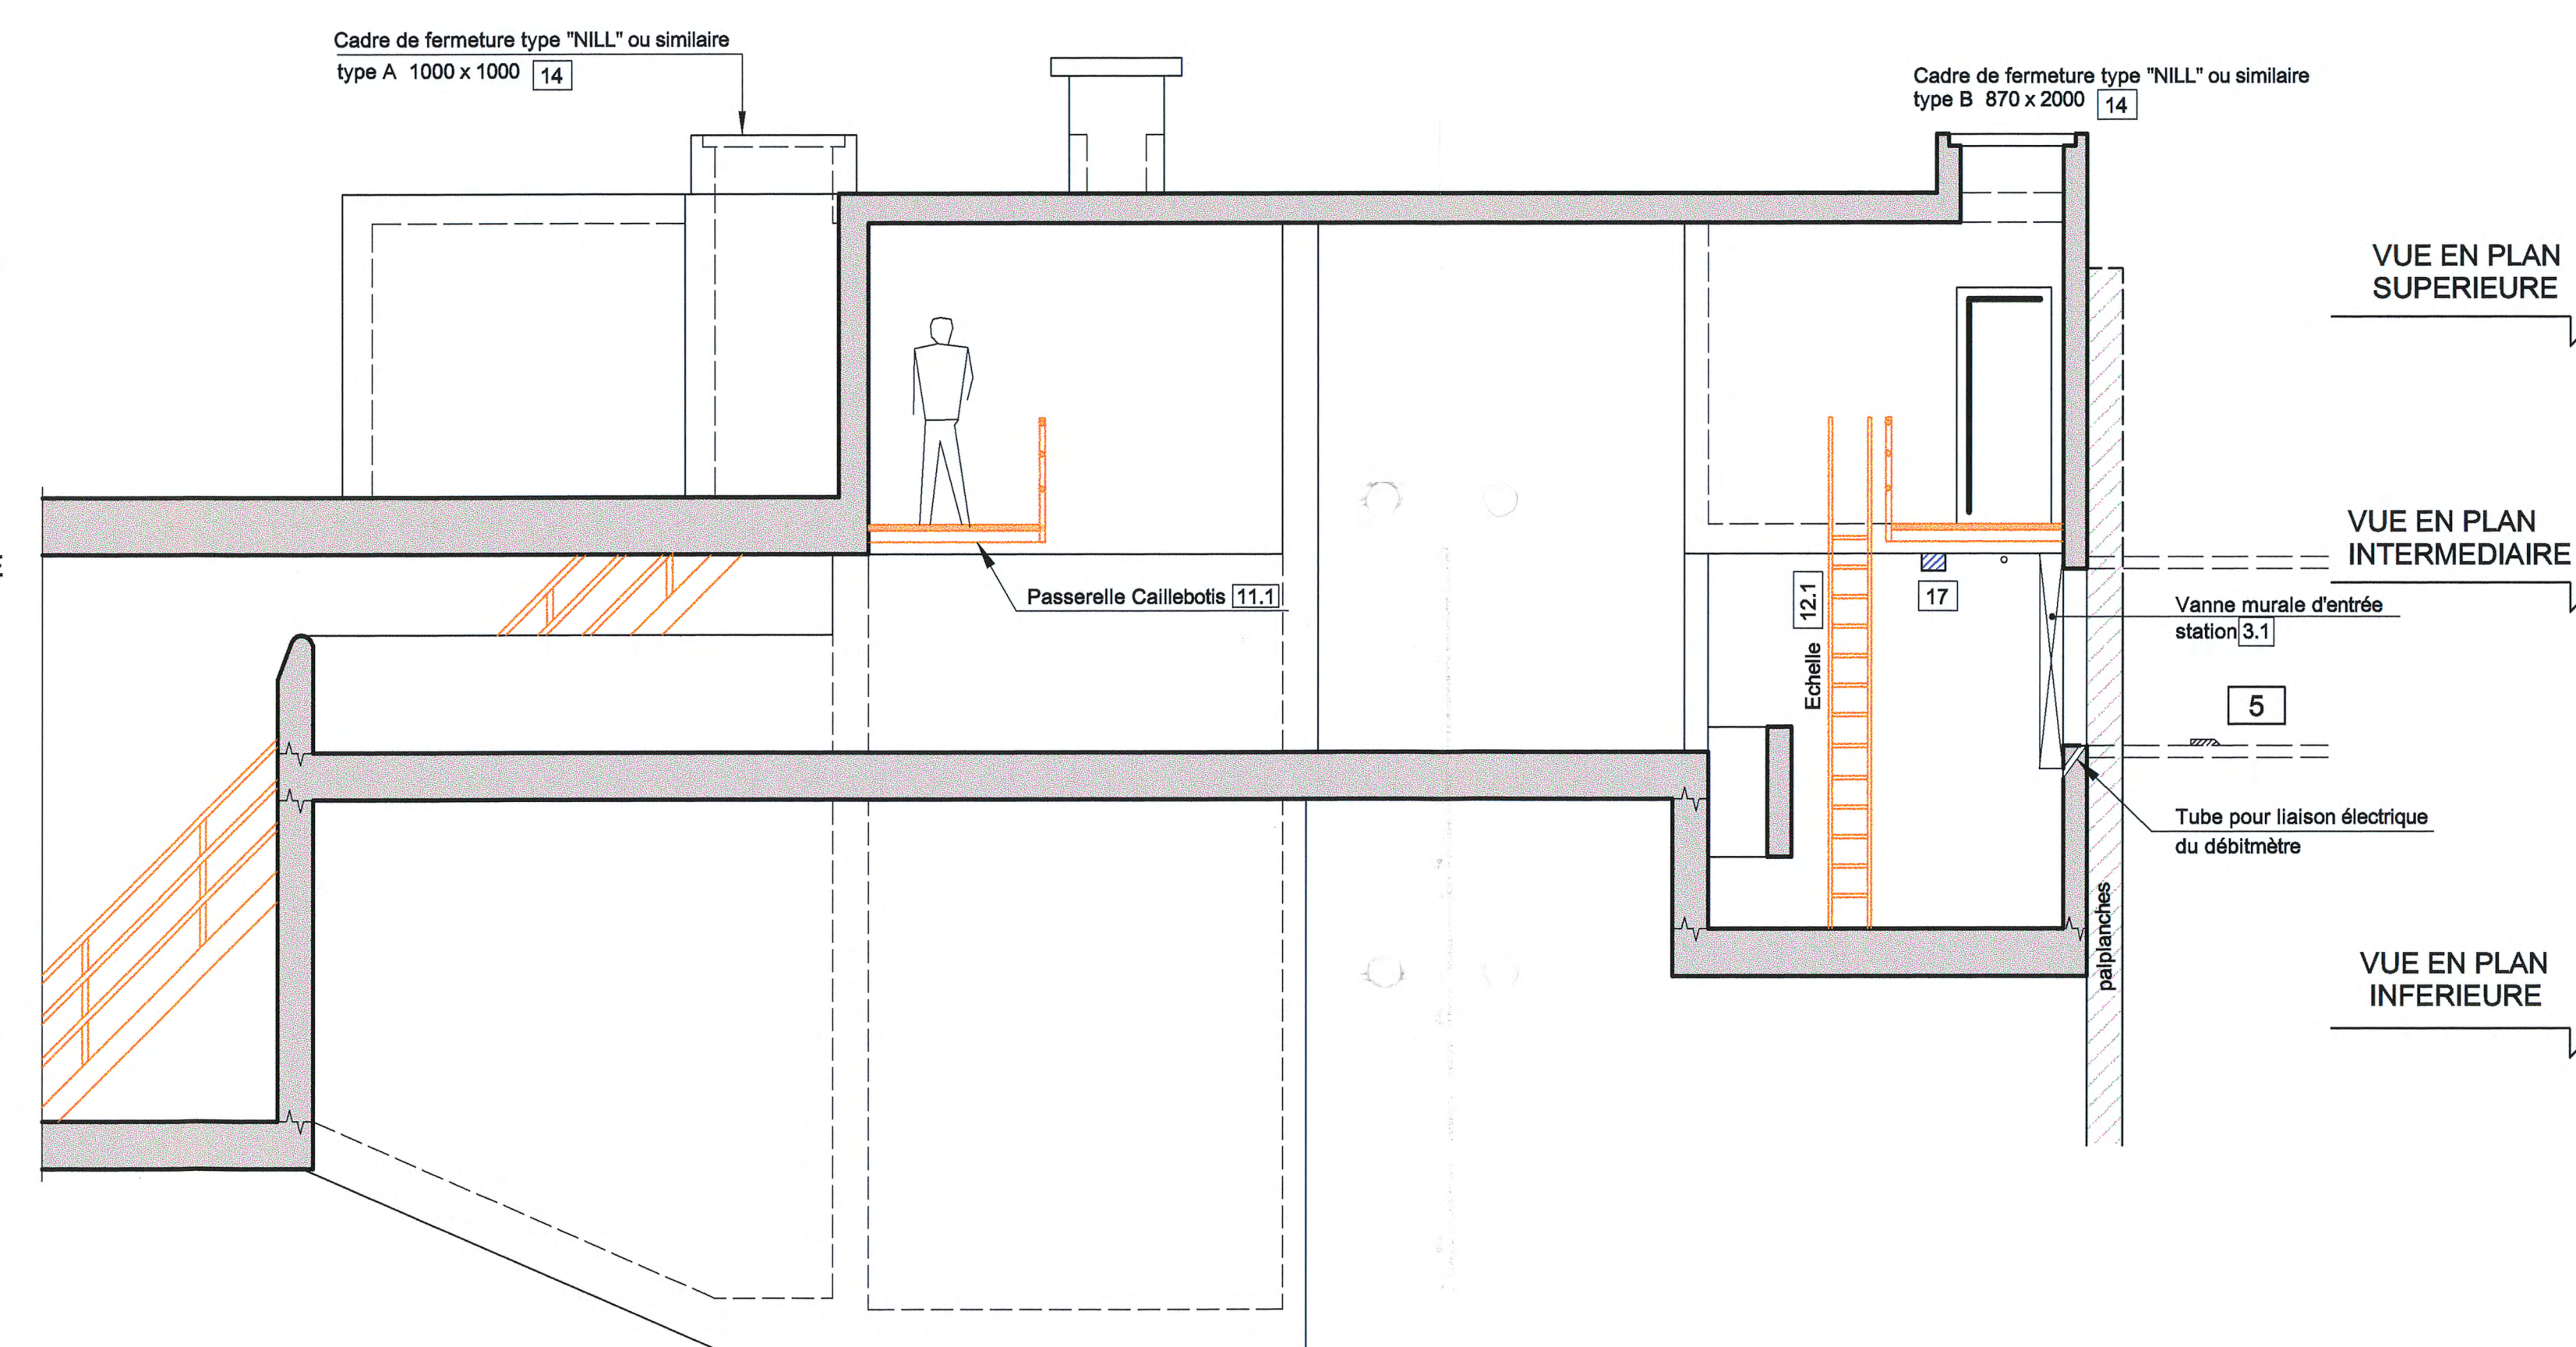 Cadre de fermeture type "NILL" ou similaire
type A 1000 x 1000 14
Cadre de fermeture type "NILL" ou similaire
type B 870 x 2000 14
VUE EN PLAN
SUPERIEURE
VUE EN PLAN
INTERMEDIAIRE
Passerelle Caillebotis 11.1
Echelle 12.1
17
Vanne murale d'entrée
station 3.1
5
Tube pour liaison électrique
du débitmètre
palplanches
VUE EN PLAN
INFERIEURE